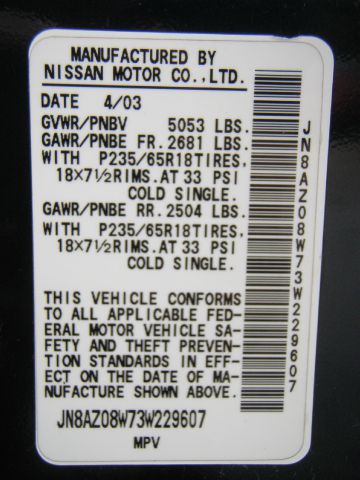 MANUFACTURED BY
NISSAN MOTOR CO.,LTD.
DATE 4/03
GVWR/PNBV 5053 LBS.
GAWR/PNBE FR. 2681 LBS.
WITH P235/65R18TIRES,
18×7½RIMS.AT 33 PSI
COLD SINGLE.
GAWR/PNBE RR. 2504 LBS.
WITH P235/65R18TIRES,
18×7½RIMS.AT 33 PSI
COLD SINGLE.
THIS VEHICLE CONFORMS
TO ALL APPLICABLE FED-
ERAL MOTOR VEHICLE SA-
FETY AND THEFT PREVEN-
TION STANDARDS IN EFF-
ECT ON THE DATE OF MA-
NUFACTURE SHOWN ABOVE.
JN8AZ08W73W229607
MPV
JN8AZ08W73W229607